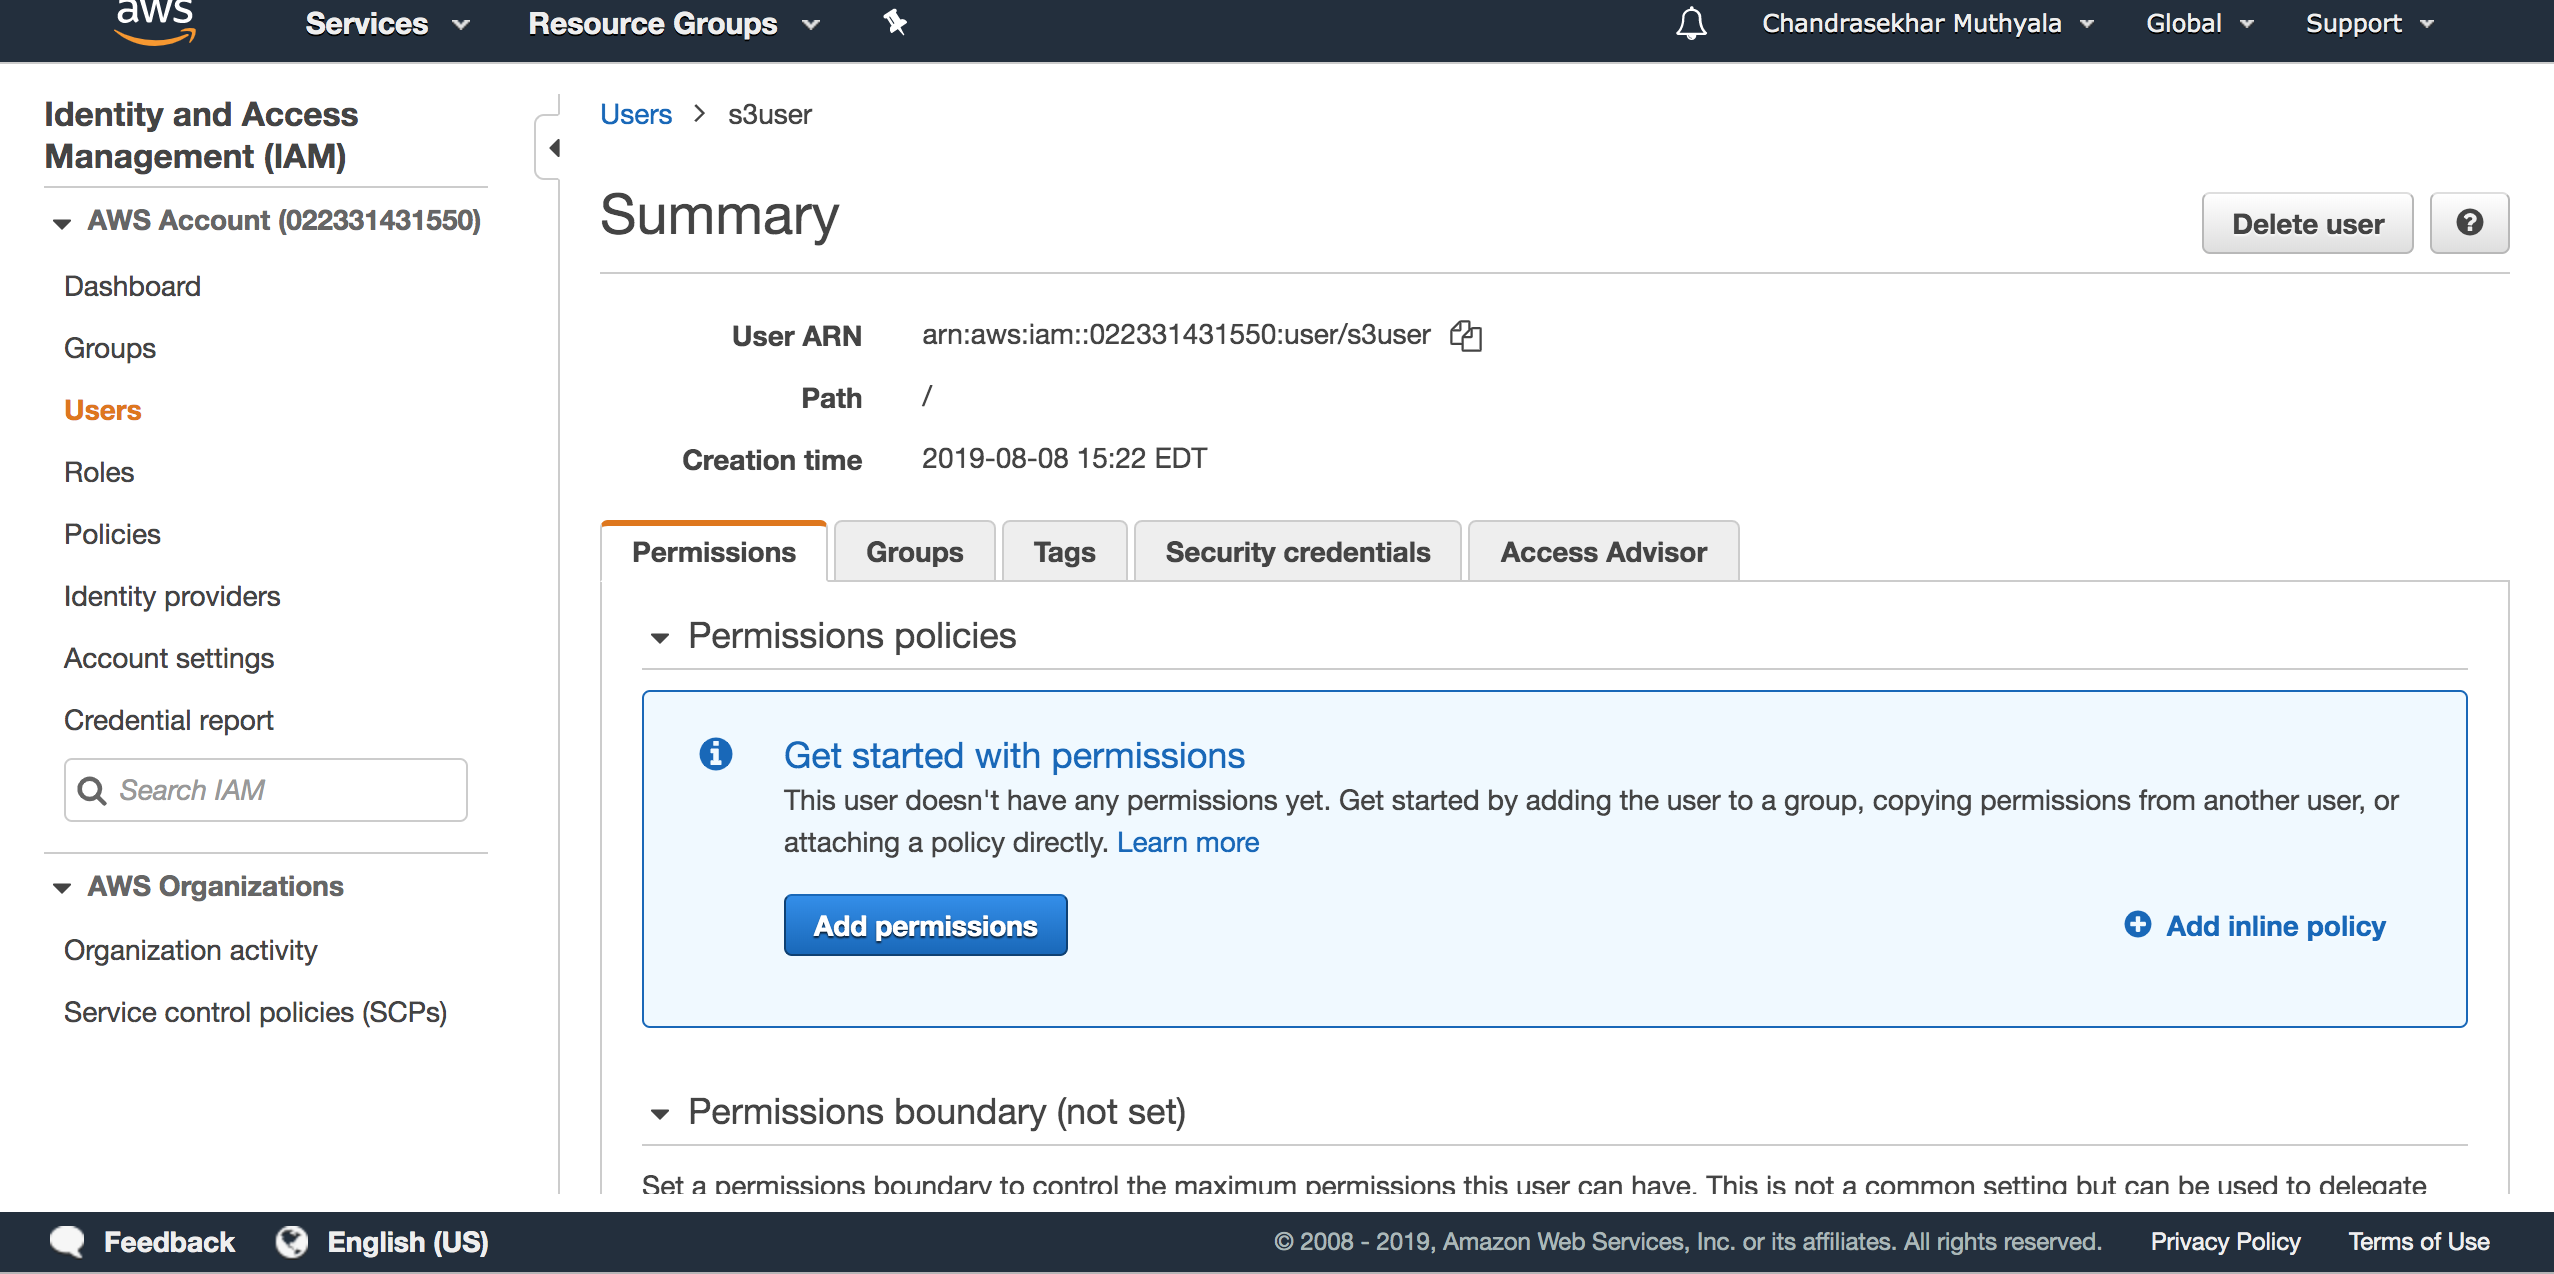 aws
Services
Resource Groups
Chandrasekhar Muthyala
Global
Support
Identity and Access
Management (IAM)
AWS Account (022331431550)
Dashboard
Groups
Users
Roles
Policies
Identity providers
Account settings
Credential report
Search IAM
AWS Organizations
Organization activity
Service control policies (SCPs)
Users > s3user
Summary
Delete user
User ARN arn:aws:iam::022331431550:user/s3user
Path /
Creation time 2019-08-08 15:22 EDT
Permissions
Groups
Tags
Security credentials
Access Advisor
Permissions policies
Get started with permissions
This user doesn't have any permissions yet. Get started by adding the user to a group, copying permissions from another user, or
attaching a policy directly. Learn more
Add permissions
Add inline policy
Permissions boundary (not set)
Set a permissions boundary to control the maximum permissions this user can have. This is not a common setting but can be used to delegate
Feedback
English (US)
© 2008 - 2019, Amazon Web Services, Inc. or its affiliates. All rights reserved.
Privacy Policy
Terms of Use